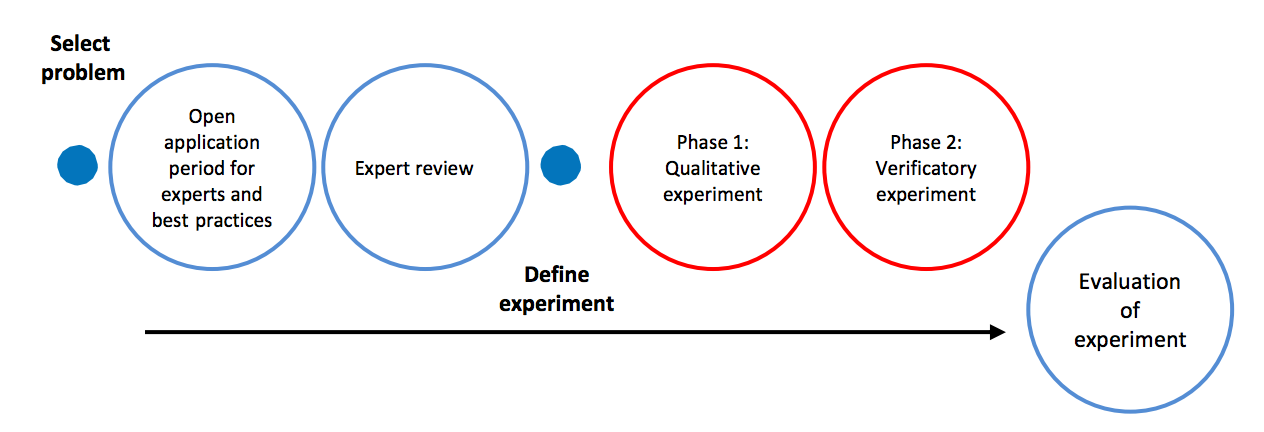 Select
problem
Open
application
period for
experts and
best practices
Expert review
Define
experiment
Phase 1:
Qualitative
experiment
Phase 2:
Verificatory
experiment
Evaluation
of
experiment